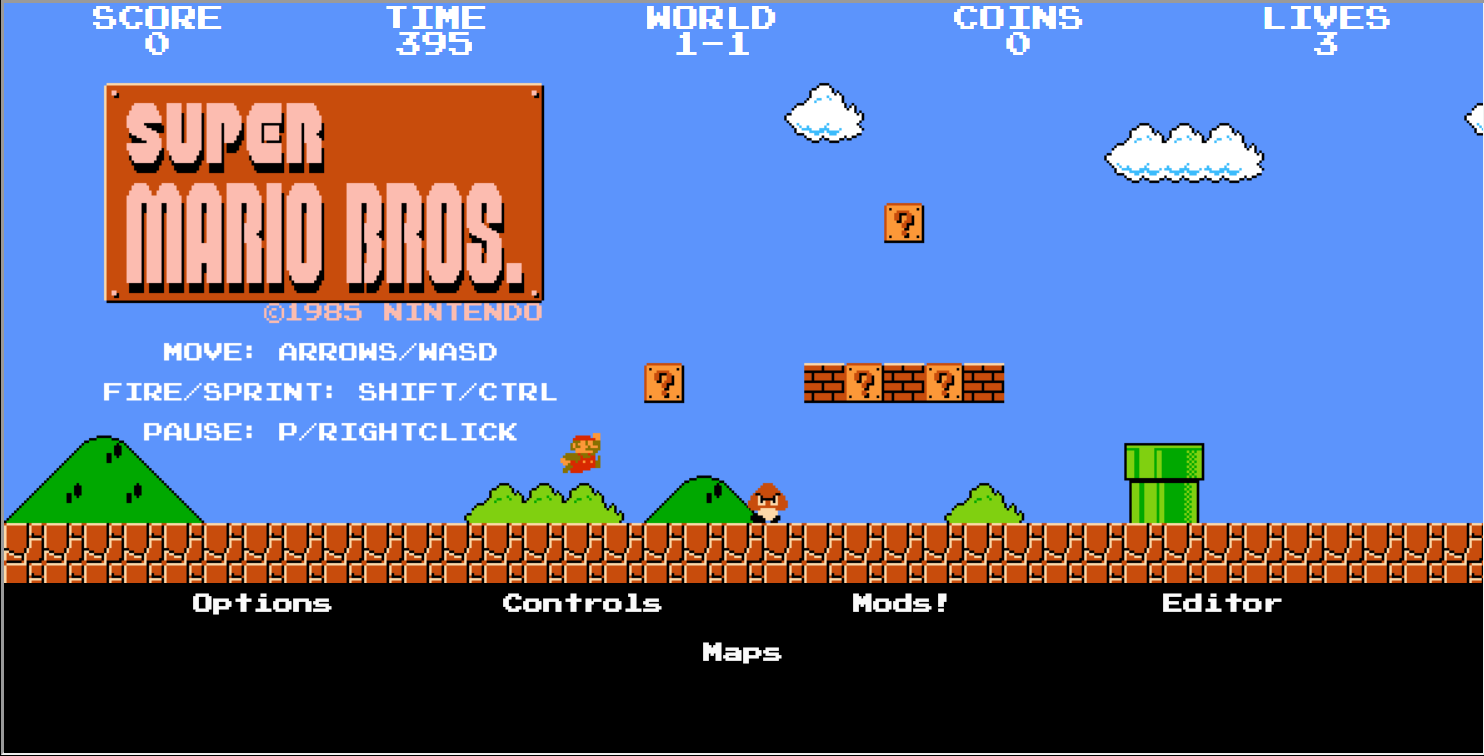 SCORE TIME WORLD COINS LIVES
0 395 1-1 0 3
SUPER
MARIO BROS.
©1985 NINTENDO
MOVE: ARROWS/WASD
FIRE/SPRINT: SHIFT/CTRL
PAUSE: P/RIGHTCLICK
? 
? ? ?
Options Controls Mods! Editor
Maps